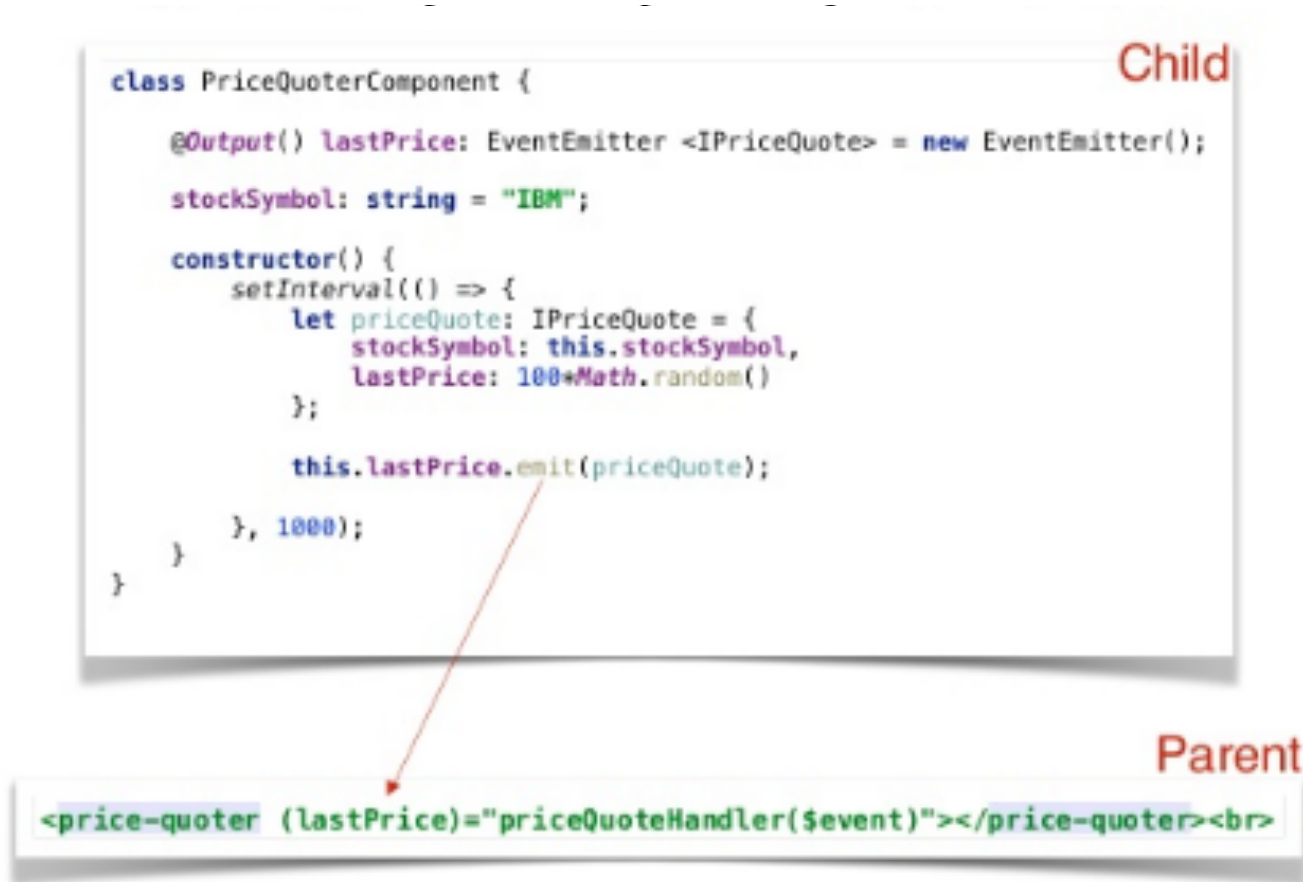 Child
class PriceQuoterComponent {
@Output() lastPrice: EventEmitter <IPriceQuote> = new EventEmitter();
stockSymbol: string = "IBM";
constructor() {
setInterval(() => {
let priceQuote: IPriceQuote = {
stockSymbol: this.stockSymbol,
lastPrice: 100*Math.random()
};
this.lastPrice.emit(priceQuote);
}, 1000);
}
}
Parent
<price-quoter (lastPrice)="priceQuoteHandler($event)"></price-quoter><br>